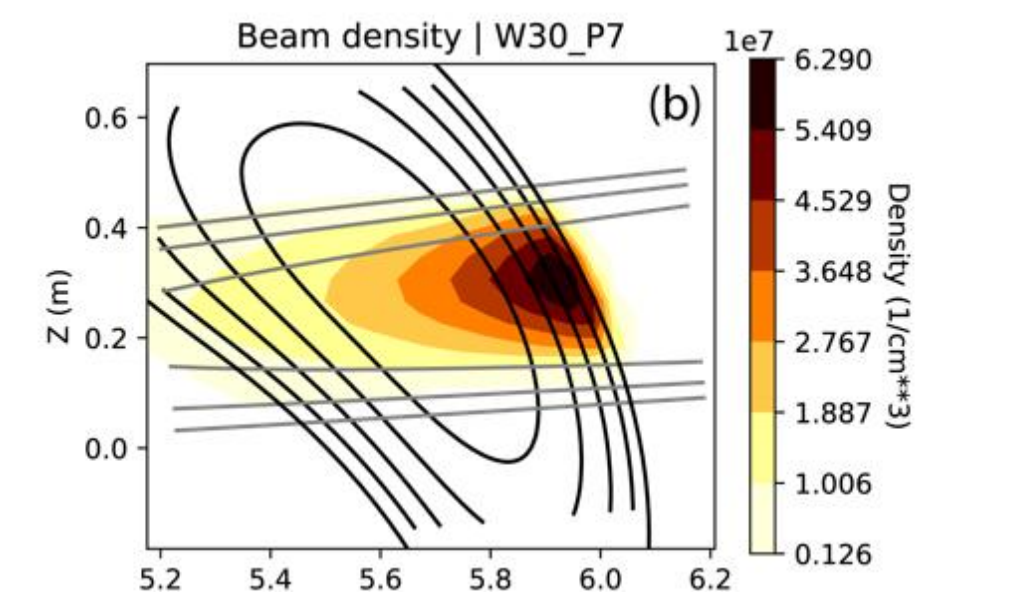 Beam density | W30_P7
1e7
(b)
0.6
0.4
0.2
0.0
Z (m)
5.2 5.4 5.6 5.8 6.0 6.2
6.290
5.409
4.529
3.648
2.767
1.887
1.006
0.126
Density (1/cm**3)